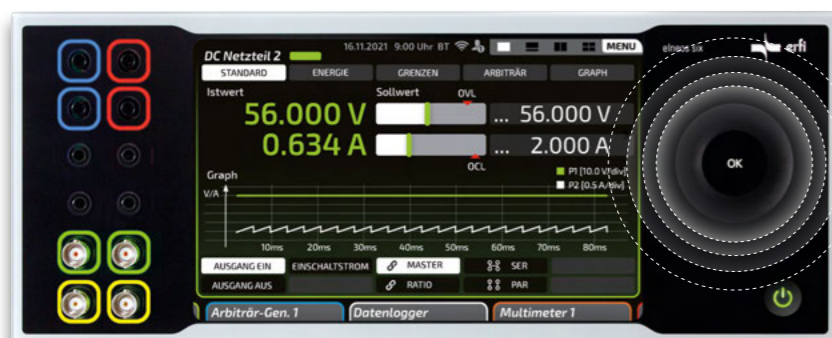 DC Netzteil 2 16.11.2021 9:00 Uhr BT MENU
elneos six erfi
STANDARD ENERGIE GRENZEN ARBITRÄR GRAPH
Istwert Sollwert OVL
56.000 V ... 56.000 V
0.634 A ... 2.000 A
OCL
Graph P1 [10.0 V/div]
V/A P2 [0.5 A/div]
10ms 20ms 30ms 40ms 50ms 60ms 70ms 80ms
AUSGANG EIN EINSCHALTSTROM MASTER SER
AUSGANG AUS RATIO PAR
Arbiträr-Gen. 1 Datenlogger Multimeter 1
OK